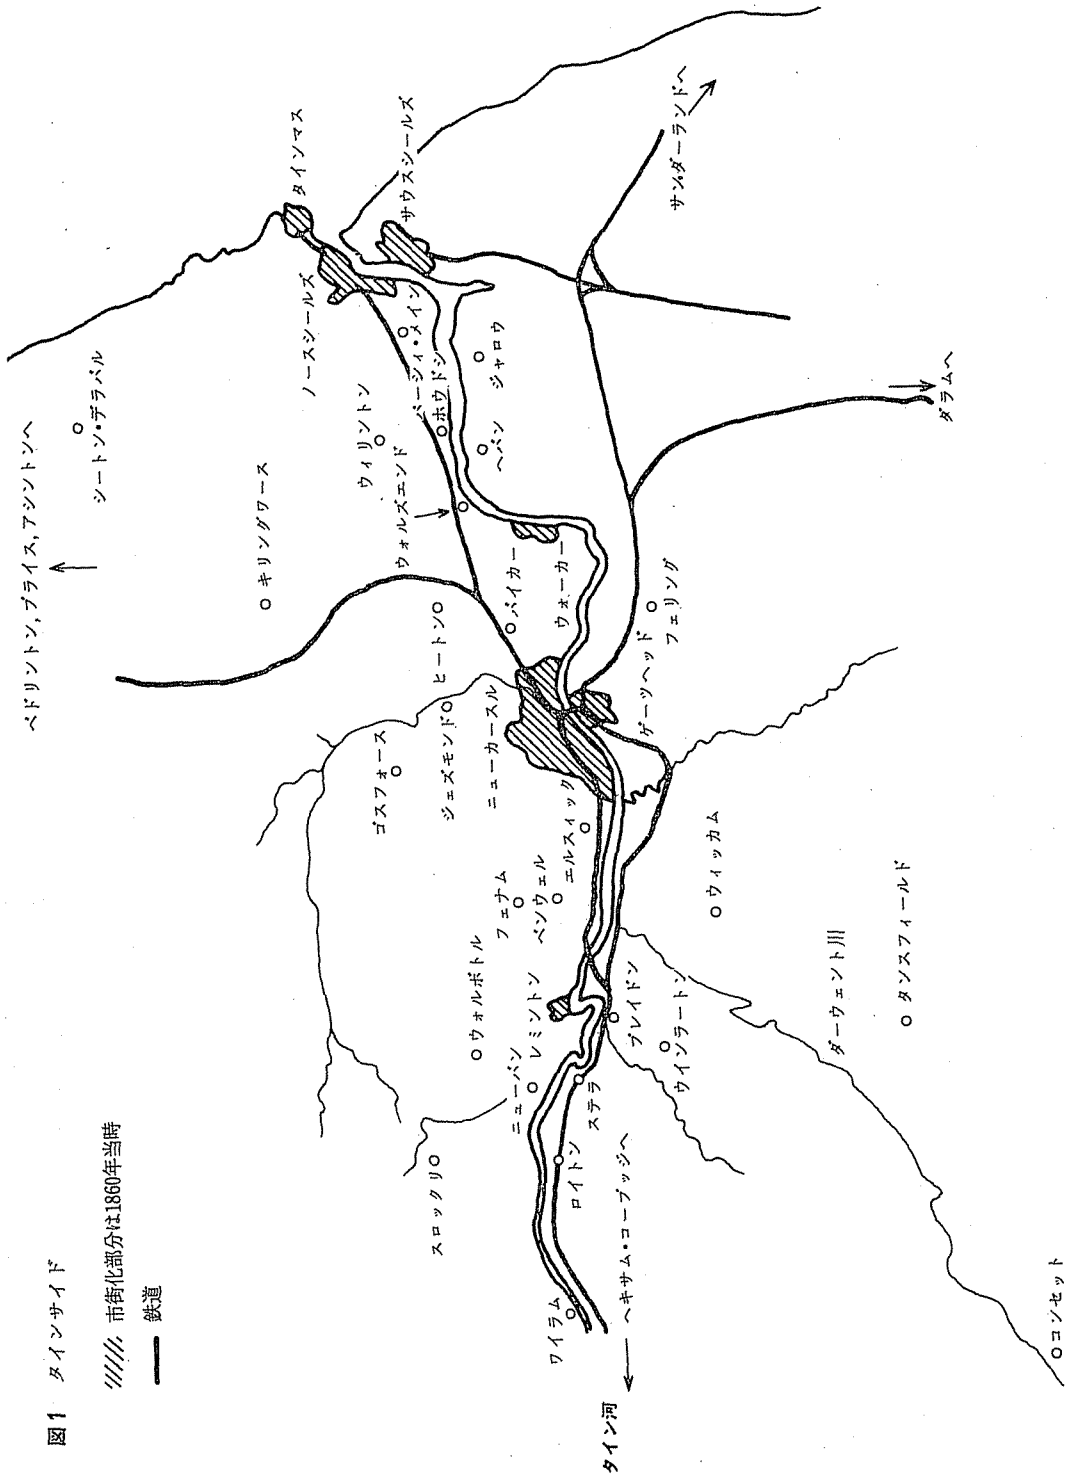 図1 タインサイド
市街化部分は1860年当時
鉄道
ベドリントン,ブライス,アシントンへ
シートン・デラバル
キリングワース
タインマス
ノースシールズ
サウスシールズ
パーシィ・メイン
ウィリントン
ホウドン
ウォルズエンド
ジャロウ
ヘバン
サンダーランドへ
ダラムへ
バイカー
ウォーカー
ヒートン
ゴスフォース
ジェズモンド
ニューカースル
ゲーツヘッド
フェリング
エルスィック
フェナム
ベンウェル
ウォルボトル
レミントン
ニューバン
スロックリ
ブレイドン
ウインラートン
ステラ
ロイトン
ワイラム
ヘキサム・コーブッジへ
タイン河
ウィッカム
ダーウェント川
タンスフィールド
コンセット